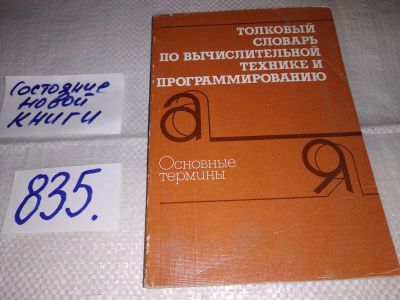 Состояние
новой
книги
835.
ТОЛКОВЫЙ
СЛОВАРЬ
ПО ВЫЧИСЛИТЕЛЬНОЙ
ТЕХНИКЕ И
ПРОГРАММИРОВАНИЮ
а
Я
Основные
термины